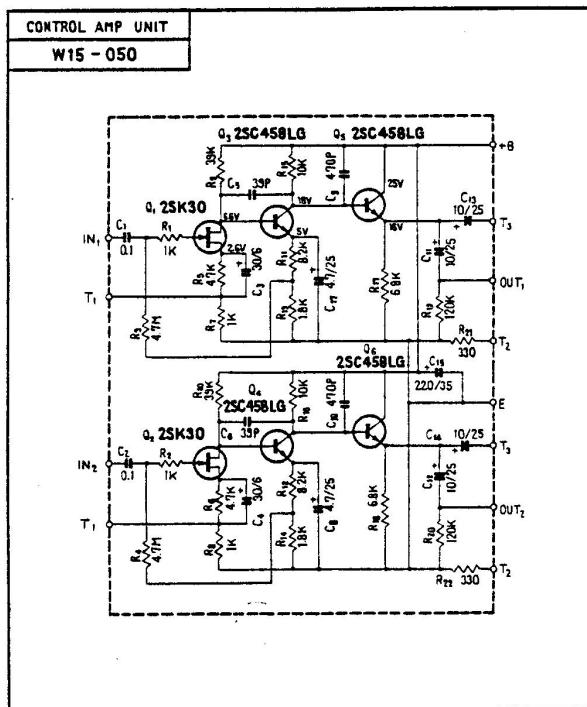 CONTROL AMP UNIT
W15 - 050
Q3 2SC458LG Q5 2SC458LG
+B
R9 39K
R15 10K
470P
C9
C5 39P
25V
Q1 2SK30
5.6V
18V
16V
C13
10/25
T3
IN1
C1
0.1
R1
1K
2.6V
5V
R5 4.7K
30/6
C3
R11 8.2K
4.7/25
C17
R17 6.8K
C11 10/25
T1
OUT1
R3 4.7M
R7 1K
R13 1.8K
R19 120K
R21
330
T2
Q6
2SC458LG
C15
220/35
R10 39K
Q4
2SC458LG
39P
C6
10K
R16
470P
C10
E
Q2 2SK30
C14
10/25
T3
IN2
C2
0.1
R2
1K
R6 4.7K
30/6
C4
R12 8.2K
4.7/25
C8
6.8K
R18
C12 10/25
T1
OUT2
R4 4.7M
R8 1K
R14 1.8K
R20 120K
R22 330
T2